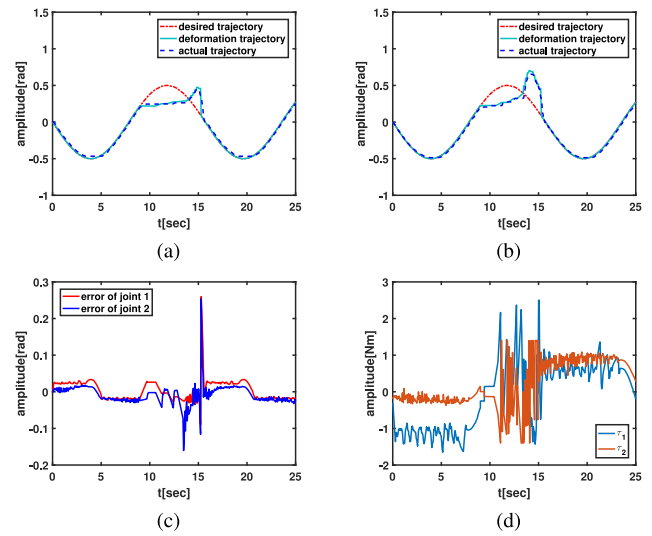 1.5
1
0.5
0
-0.5
-1
amplitude[rad]
desired trajectory
deformation trajectory
actual trajectory
0 5 10 15 20 25
t[sec]
(a)
1.5
1
0.5
0
-0.5
-1
amplitude[rad]
desired trajectory
deformation trajectory
actual trajectory
0 5 10 15 20 25
t[sec]
(b)
0.3
0.2
0.1
0
-0.1
-0.2
amplitude[rad]
error of joint 1
error of joint 2
0 5 10 15 20 25
t[sec]
(c)
3
2
1
0
-1
-2
amplitude[Nm]
τ1
τ2
0 5 10 15 20 25
t[sec]
(d)